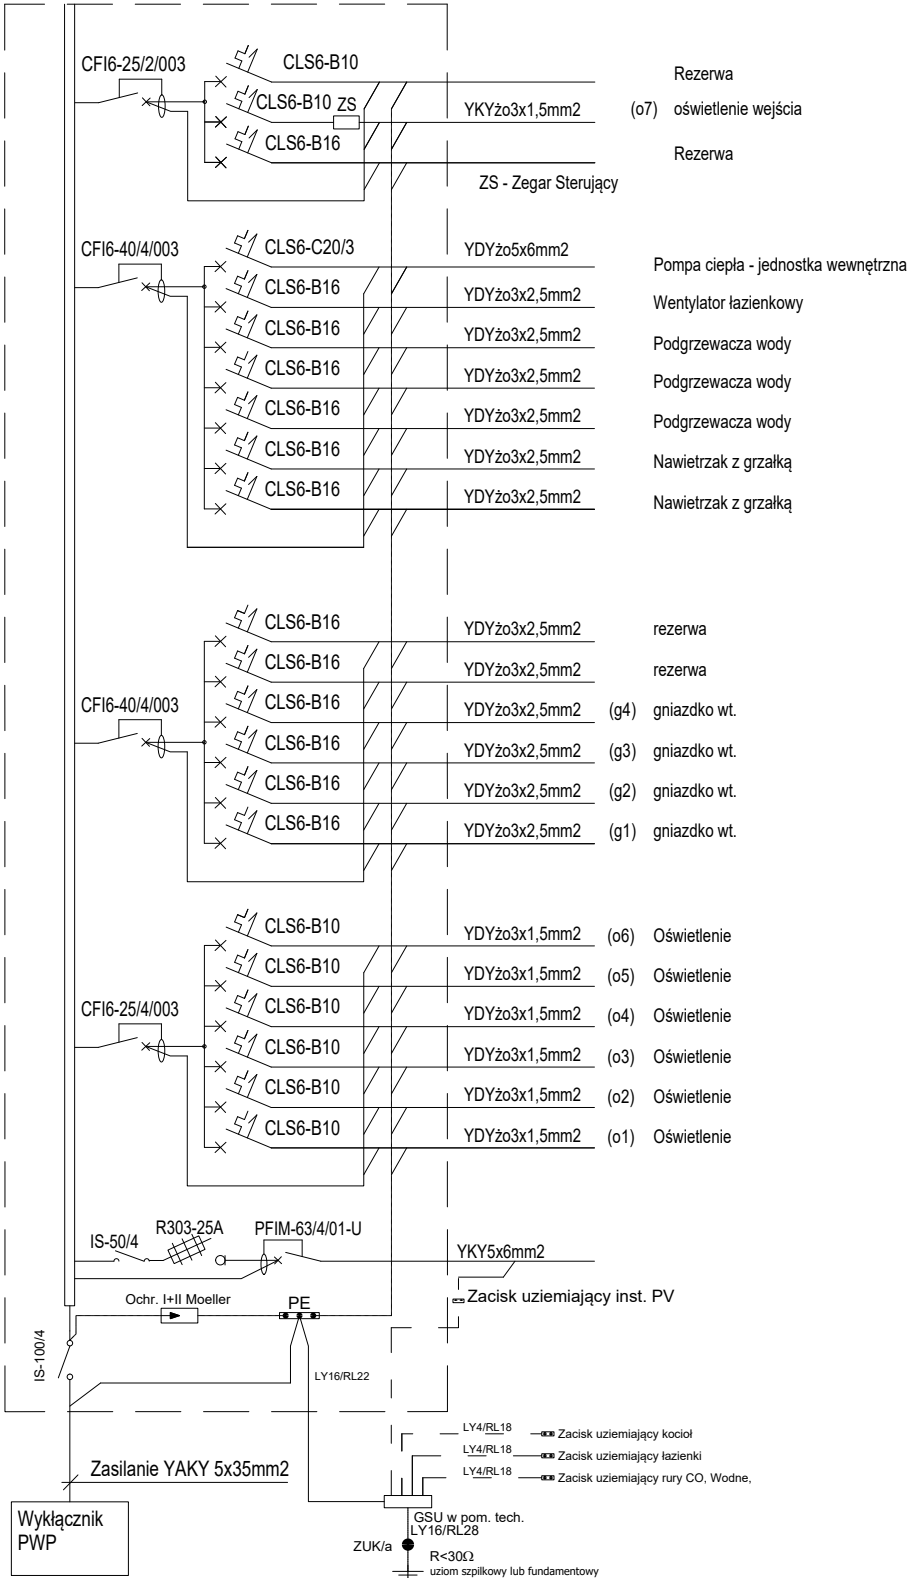 CFI6-25/2/003
CLS6-B10
Rezerwa
CLS6-B10 ZS
YKYżo3x1,5mm2
(o7) oświetlenie wejścia
CLS6-B16
Rezerwa
ZS - Zegar Sterujący
CFI6-40/4/003
CLS6-C20/3
YDYżo5x6mm2
Pompa ciepła - jednostka wewnętrzna
CLS6-B16
YDYżo3x2,5mm2
Wentylator łazienkowy
CLS6-B16
YDYżo3x2,5mm2
Podgrzewacza wody
CLS6-B16
YDYżo3x2,5mm2
Podgrzewacza wody
CLS6-B16
YDYżo3x2,5mm2
Podgrzewacza wody
CLS6-B16
YDYżo3x2,5mm2
Nawietrzak z grzałką
CLS6-B16
YDYżo3x2,5mm2
Nawietrzak z grzałką
CLS6-B16
YDYżo3x2,5mm2
rezerwa
CLS6-B16
YDYżo3x2,5mm2
rezerwa
CFI6-40/4/003
CLS6-B16
YDYżo3x2,5mm2
(g4) gniazdko wt.
CLS6-B16
YDYżo3x2,5mm2
(g3) gniazdko wt.
CLS6-B16
YDYżo3x2,5mm2
(g2) gniazdko wt.
CLS6-B16
YDYżo3x2,5mm2
(g1) gniazdko wt.
CLS6-B10
YDYżo3x1,5mm2
(o6) Oświetlenie
CLS6-B10
YDYżo3x1,5mm2
(o5) Oświetlenie
CFI6-25/4/003
CLS6-B10
YDYżo3x1,5mm2
(o4) Oświetlenie
CLS6-B10
YDYżo3x1,5mm2
(o3) Oświetlenie
CLS6-B10
YDYżo3x1,5mm2
(o2) Oświetlenie
CLS6-B10
YDYżo3x1,5mm2
(o1) Oświetlenie
IS-50/4
R303-25A
PFIM-63/4/01-U
YKY5x6mm2
Ochr. I+II Moeller
PE
Zacisk uziemiający inst. PV
IS-100/4
LY16/RL22
LY4/RL18
Zacisk uziemiający kocioł
LY4/RL18
Zacisk uziemiający łazienki
LY4/RL18
Zacisk uziemiający rury CO, Wodne,
Zasilanie YAKY 5x35mm2
Wykłącznik
PWP
GSU w pom. tech.
LY16/RL28
ZUK/a
R<30Ω
uziom szpilkowy lub fundamentowy